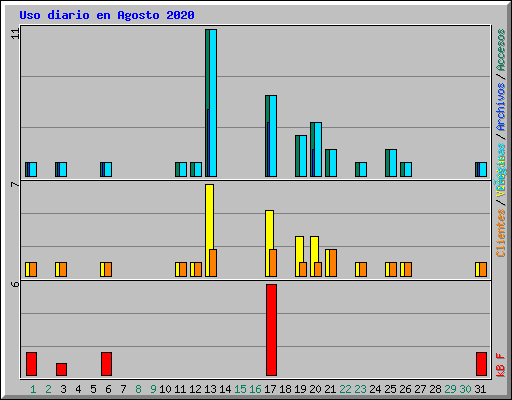 Uso diario en Agosto 2020
11
7
6
Accesos
/
Archivos
/
Clientes
/
kB F
1 2 3 4 5 6 7 8 9 10 11 12 13 14 15 16 17 18 19 20 21 22 23 24 25 26 27 28 29 30 31